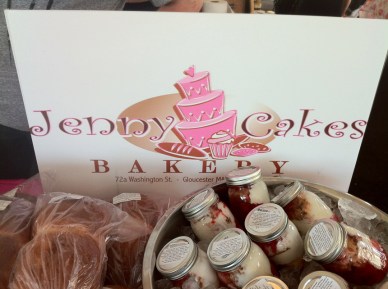 Jenny Cakes
BAKERY
72a Washington St. · Gloucester MA